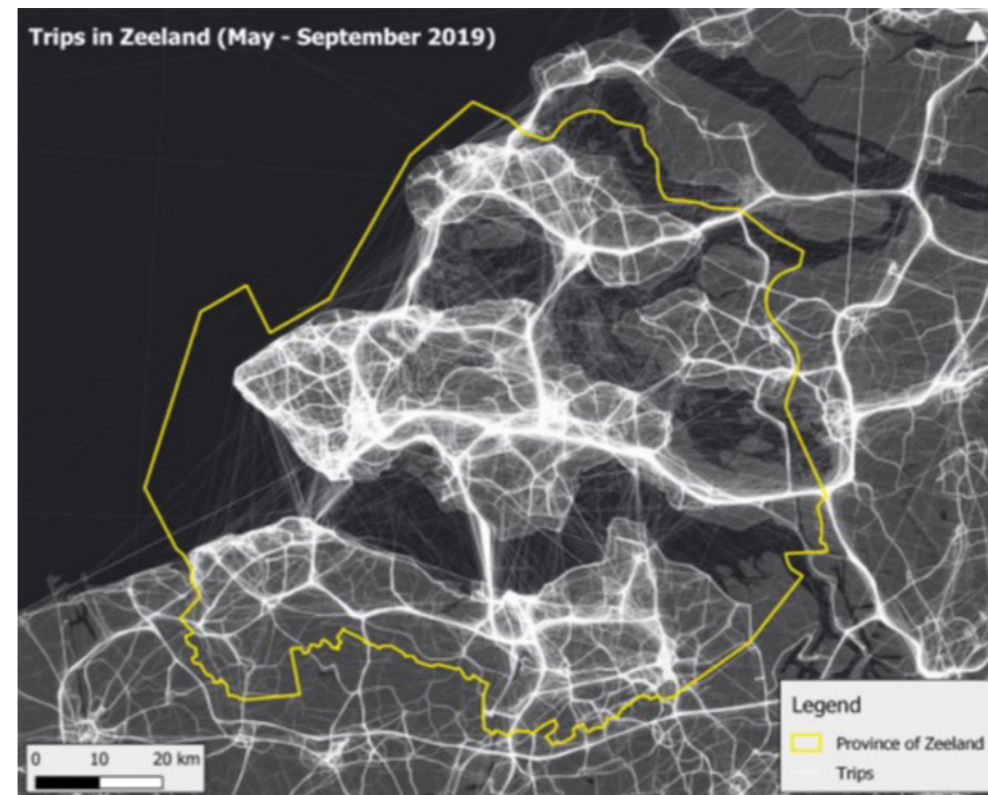 Trips in Zeeland (May - September 2019)
Legend
Province of Zeeland
Trips
0 10 20 km